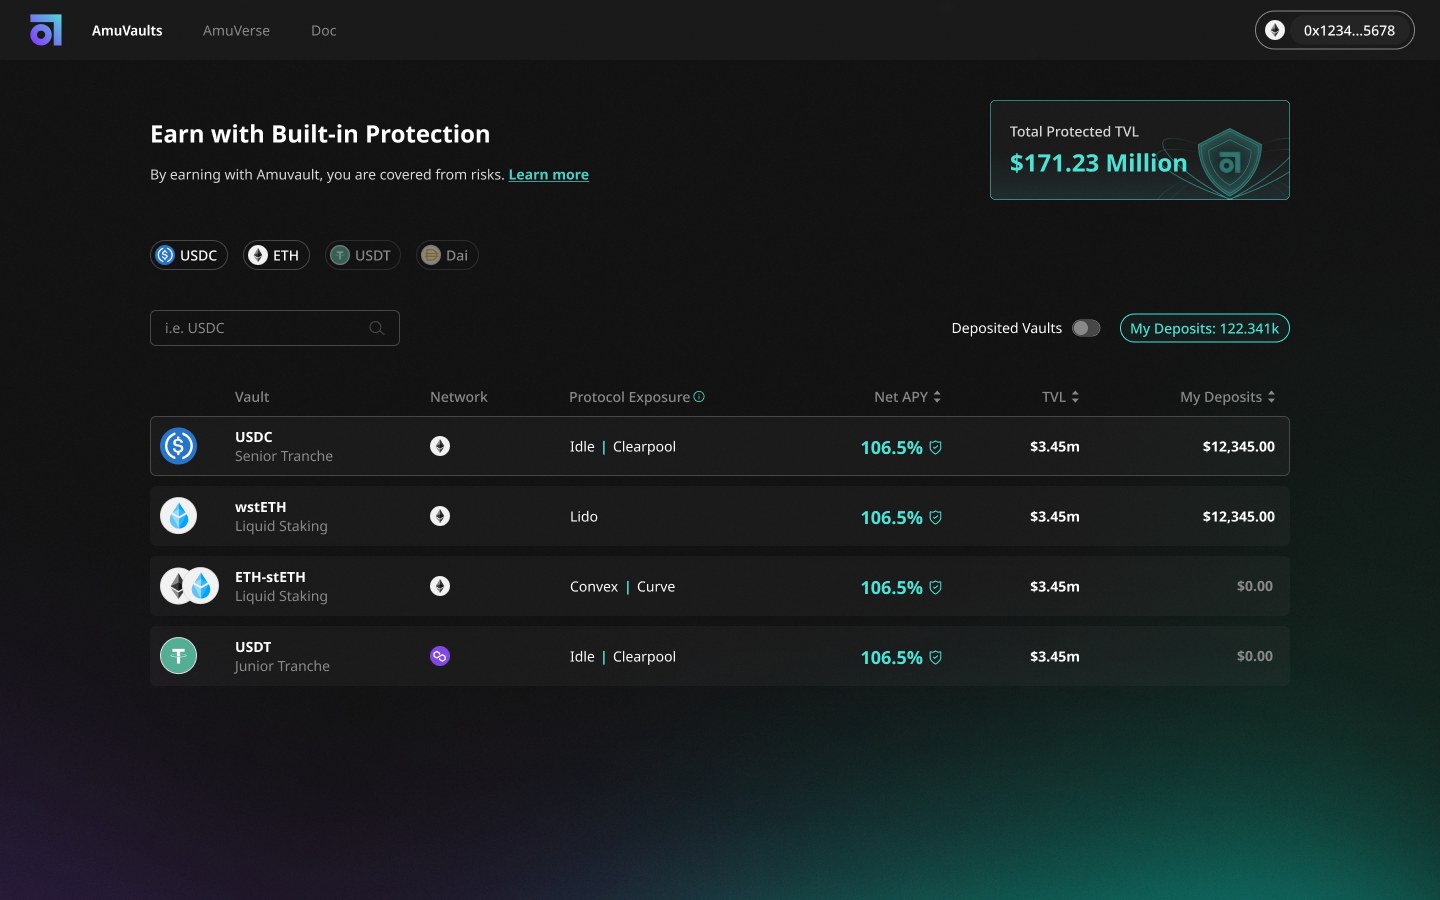 AmuVaults AmuVerse Doc 0x1234...5678
Earn with Built-in Protection
By earning with Amuvault, you are covered from risks. Learn more
Total Protected TVL
$171.23 Million
USDC ETH USDT Dai
i.e. USDC
Deposited Vaults My Deposits: 122.341k
Vault Network Protocol Exposure Net APY TVL My Deposits
USDC
Senior Tranche
Idle | Clearpool 106.5% $3.45m $12,345.00
wstETH
Liquid Staking
Lido 106.5% $3.45m $12,345.00
ETH-stETH
Liquid Staking
Convex | Curve 106.5% $3.45m $0.00
USDT
Junior Tranche
Idle | Clearpool 106.5% $3.45m $0.00